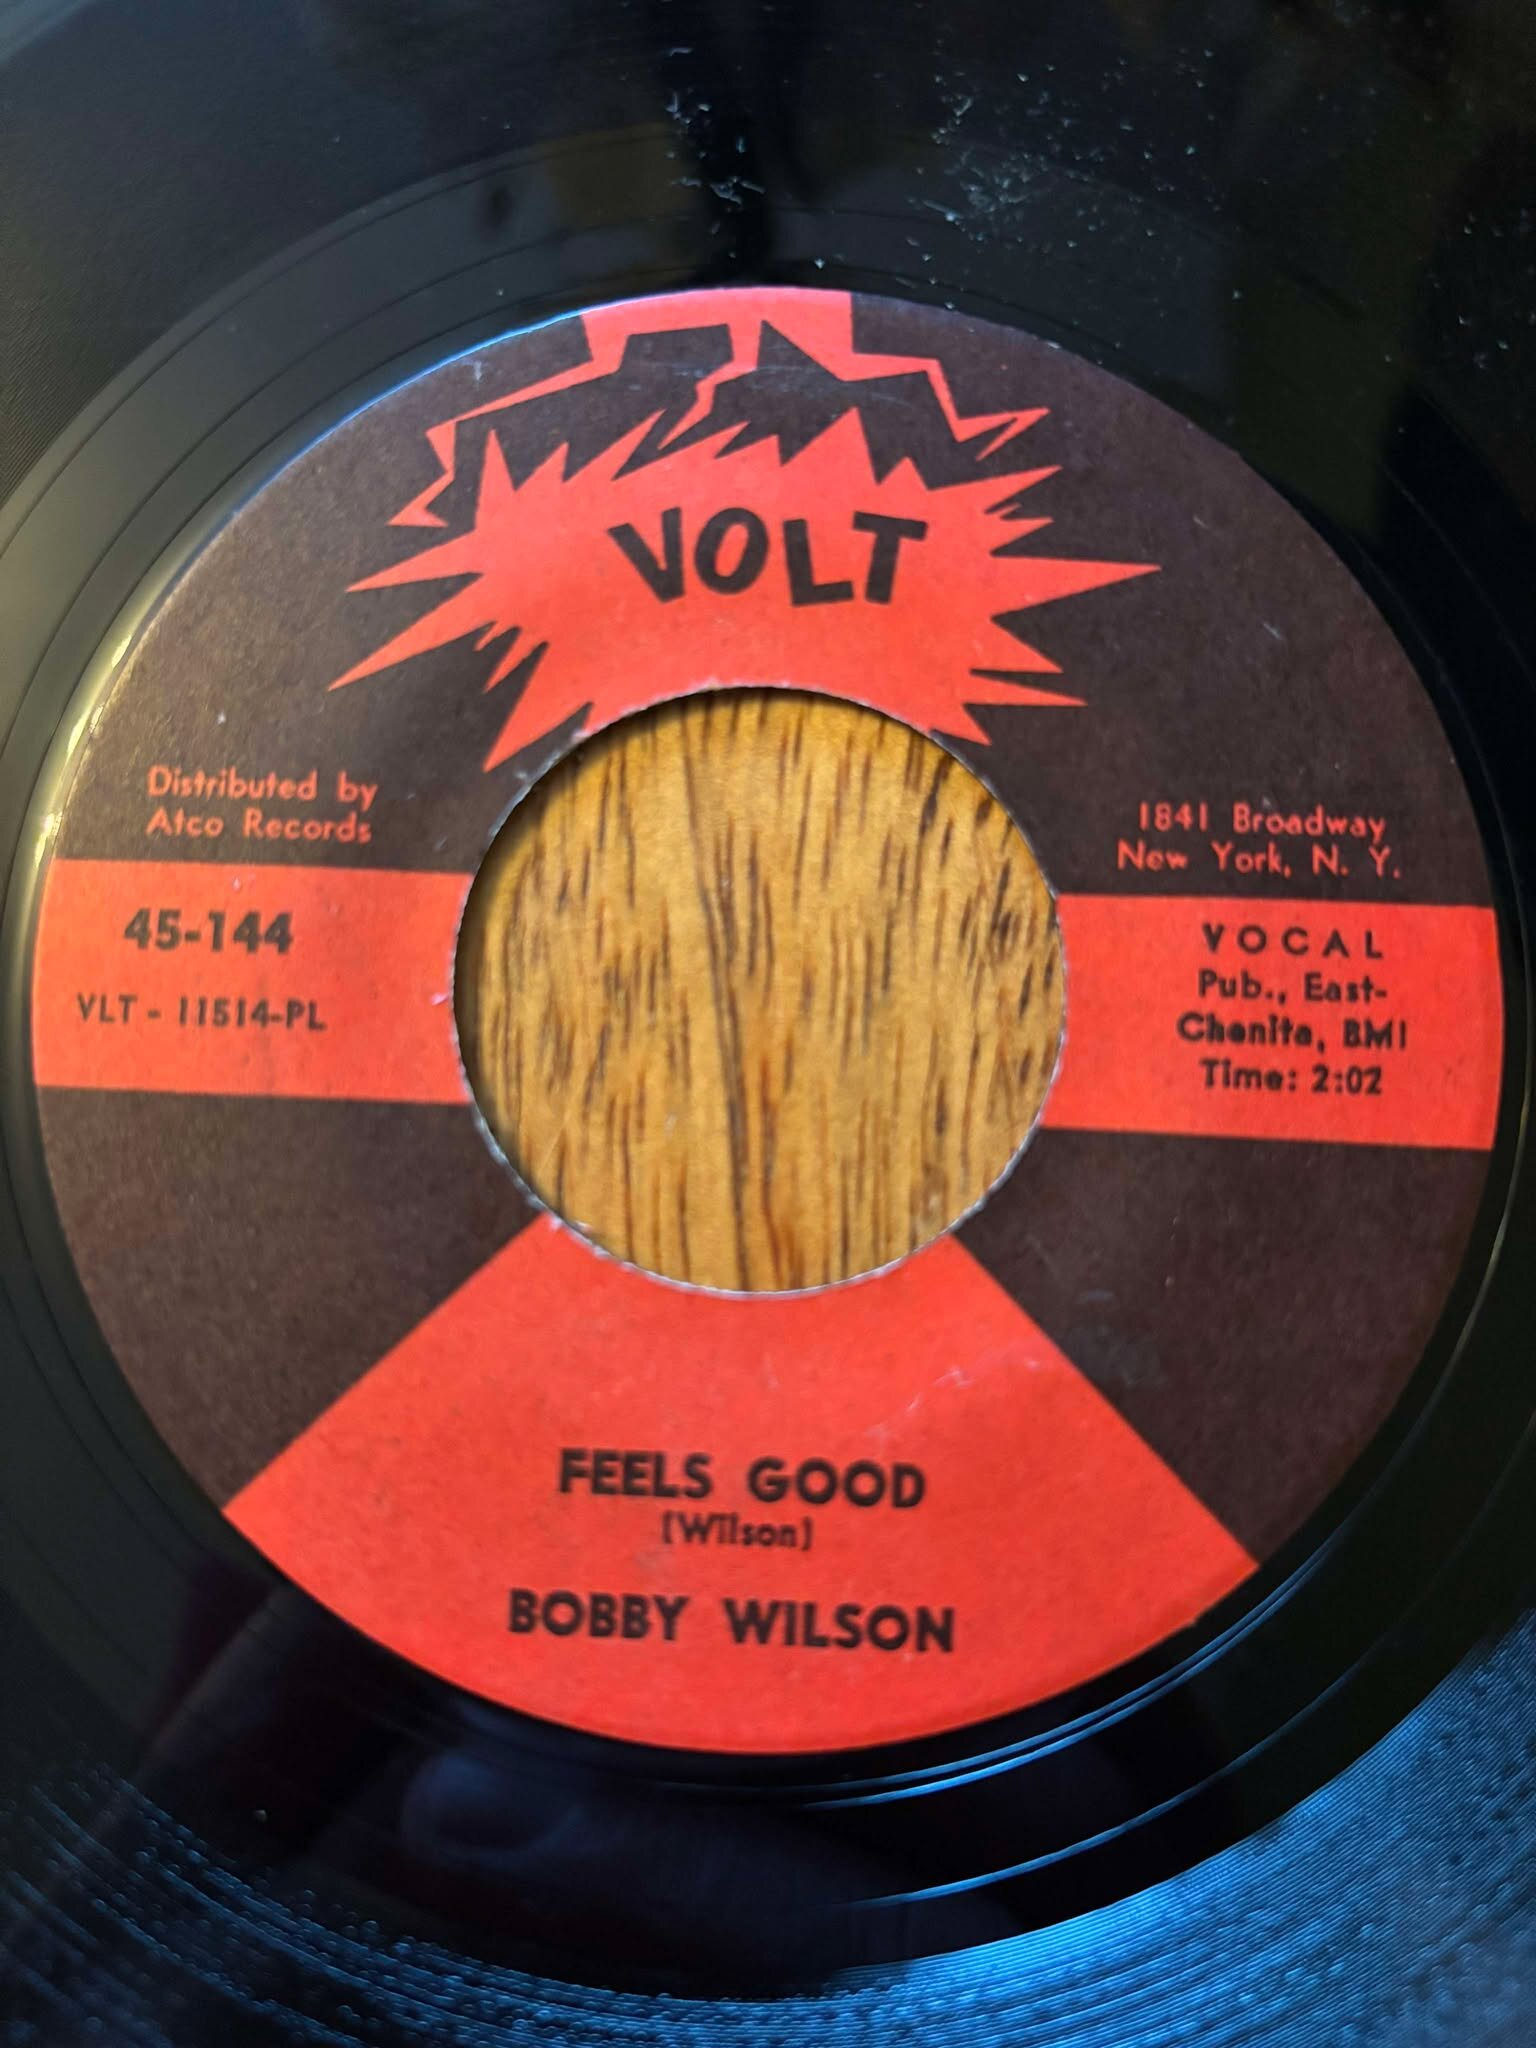 VOLT
Distributed by
Atco Records
1841 Broadway
New York, N. Y.
45-144
VLT - 11514-PL
VOCAL
Pub., East-
Chenita, BMI
Time: 2:02
FEELS GOOD
(Wilson)
BOBBY WILSON